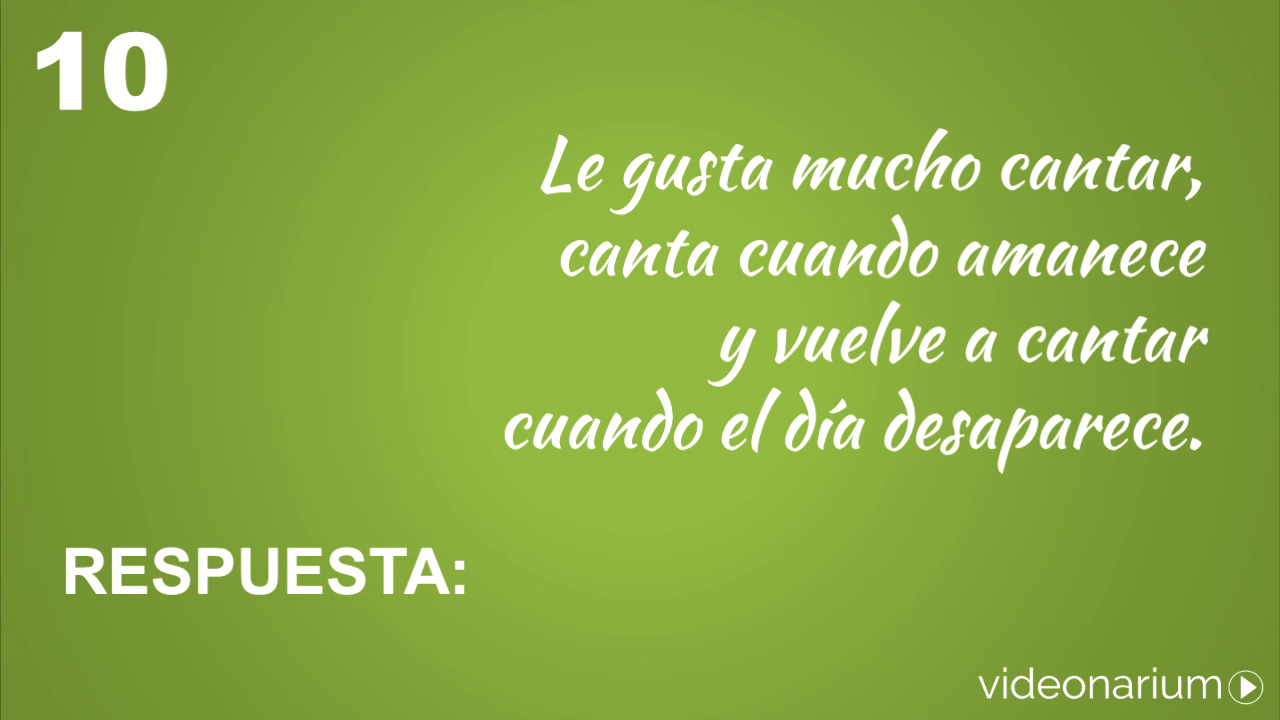 10
Le gusta mucho cantar,
canta cuando amanece
y vuelve a cantar
cuando el día desaparece.
RESPUESTA:
videonarium